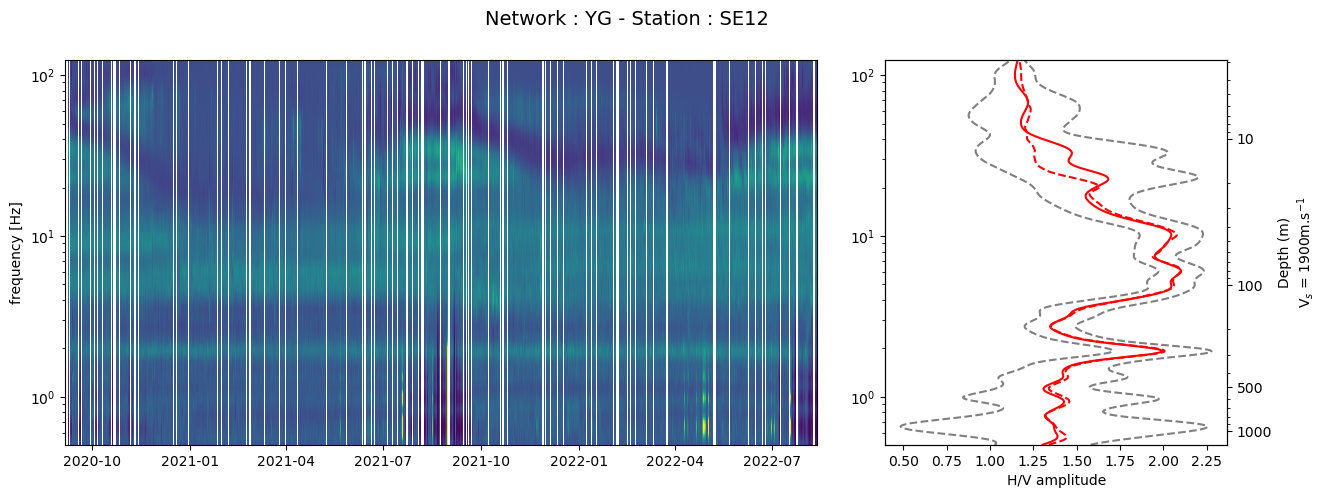 Network : YG - Station : SE12
frequency [Hz]
10²
10¹
10⁰
2020-10 2021-01 2021-04 2021-07 2021-10 2022-01 2022-04 2022-07
10²
10¹
10⁰
0.50 0.75 1.00 1.25 1.50 1.75 2.00 2.25
H/V amplitude
10
100
500
1000
Depth (m)
Vₛ = 1900m.s⁻¹